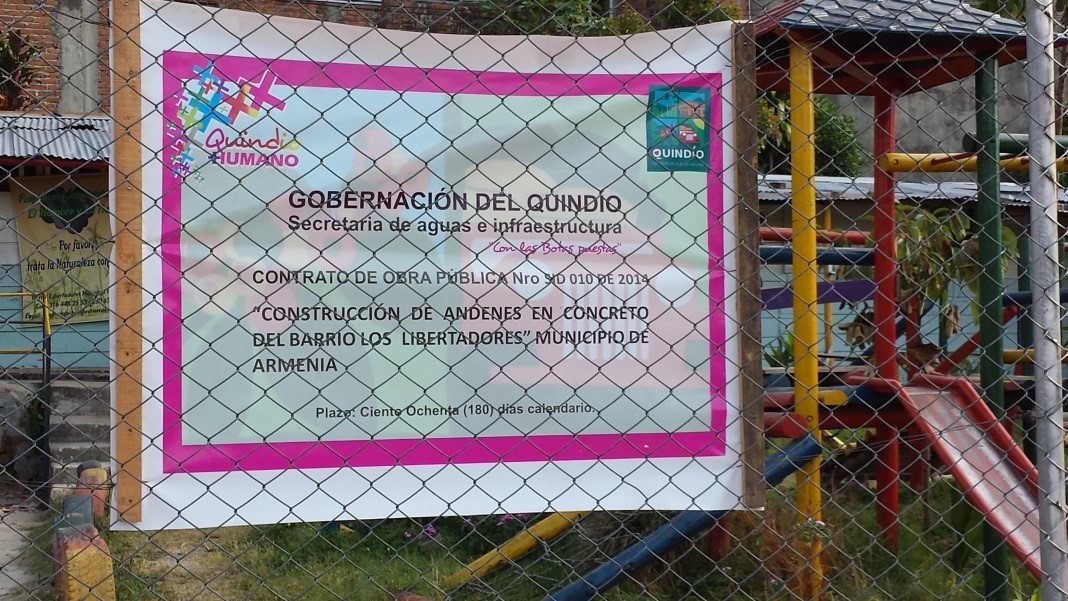 Quindío
+HUMANO
QUINDÍO
GOBERNACIÓN DEL QUINDÍO
Secretaria de aguas e infraestructura
"Con las Botas puestas"
CONTRATO DE OBRA PÚBLICA Nro SID 010 DE 2014
"CONSTRUCCIÓN DE ANDENES EN CONCRETO
DEL BARRIO LOS LIBERTADORES" MUNICIPIO DE
ARMENIA
Plazo: Ciento Ochenta (180) días calendario.
Por favor,
trata la Naturaleza con